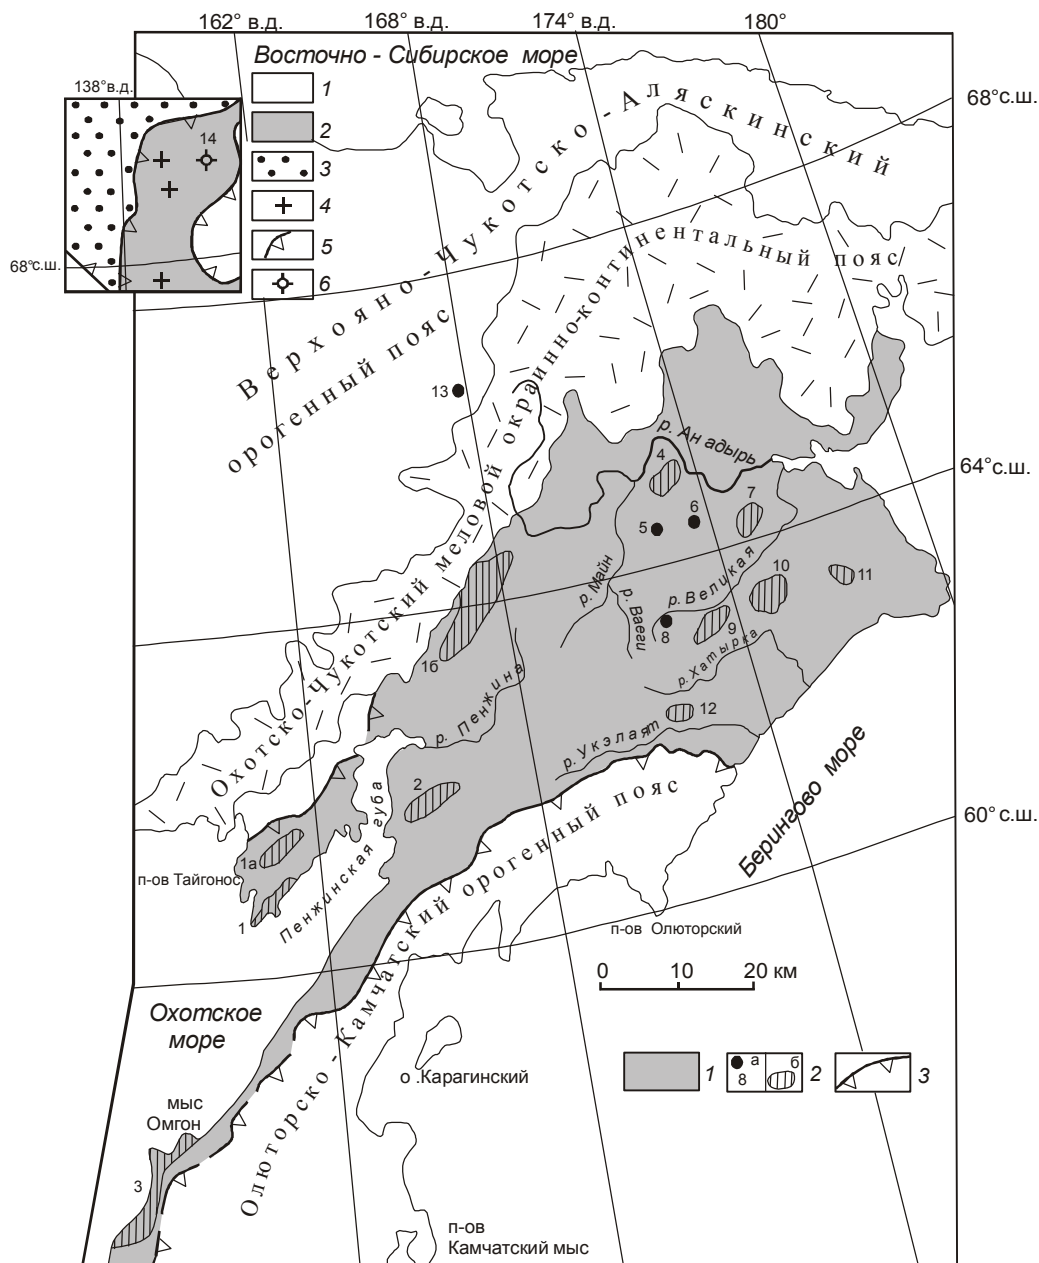 162° в.д.
168° в.д.
174° в.д.
180°
Восточно - Сибирское море
138°в.д.
68°с.ш.
14
1
2
3
4
5
6
68°с.ш.
Верхояно-Чукотско-Аляскинский
орогенный пояс
Охотско-Чукотский меловой окраинно-континентальный пояс
13
р. Анадырь
4
64°с.ш.
7
6
5
р. Майн
р. Великая
10
11
р. Ваеги
8
9
1б
р. Хатырка
р. Пенжина
12
р. Укэлаят
2
Пенжинская губа
Берингово море
60°с.ш.
1а
п-ов Тайгонос
1
Олюторско-Камчатский орогенный пояс
п-ов Олюторский
0 10 20 км
Охотское
море
а б
8
1 2 3
о .Карагинский
мыс
Омгон
3
п-ов
Камчатский мыс